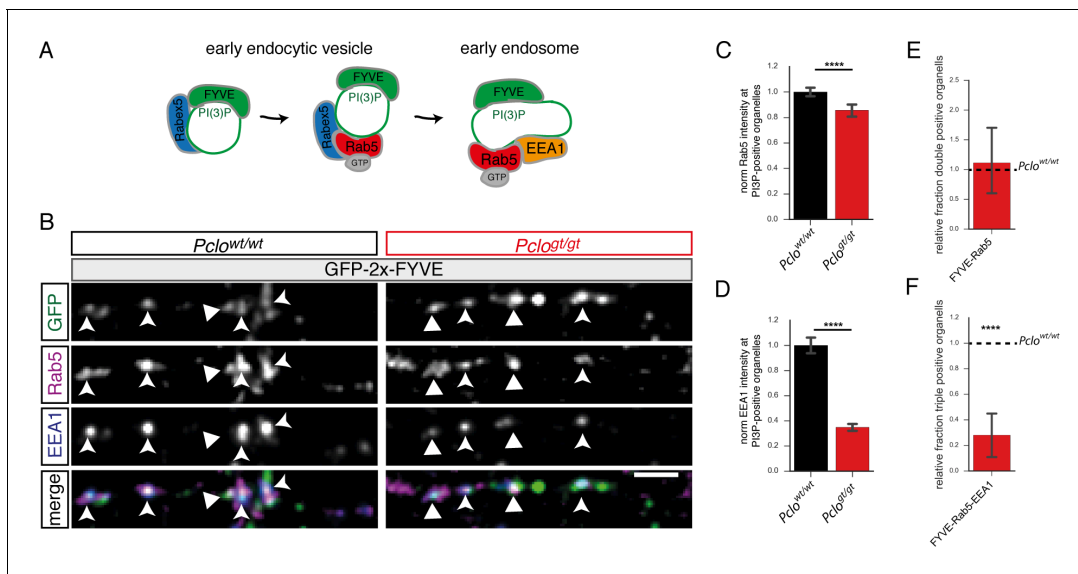 A
early endocytic vesicle
early endosome
FYVE
PI(3)P
Rabex5
FYVE
PI(3)P
Rabex5
Rab5
GTP
FYVE
PI(3)P
Rab5
EEA1
GTP
B
Pclowt/wt
Pclogt/gt
GFP-2x-FYVE
GFP
Rab5
EEA1
merge
C
norm Rab5 intensity at
PI3P-positive organelles
1.4
1.2
1.0
0.8
0.6
0.4
0.2
0.0
****
Pclowt/wt
Pclogt/gt
D
norm EEA1 intensity at
PI3P-positive organelles
1.2
1.0
0.8
0.6
0.4
0.2
0.0
****
Pclowt/wt
Pclogt/gt
E
relative fraction double positive organells
2.5
2.0
1.5
1.0
0.5
0.0
Pclowt/wt
FYVE-Rab5
F
relative fraction triple positive organells
1.2
1.0
0.8
0.6
0.4
0.2
0.0
****
Pclowt/wt
FYVE-Rab5-EEA1